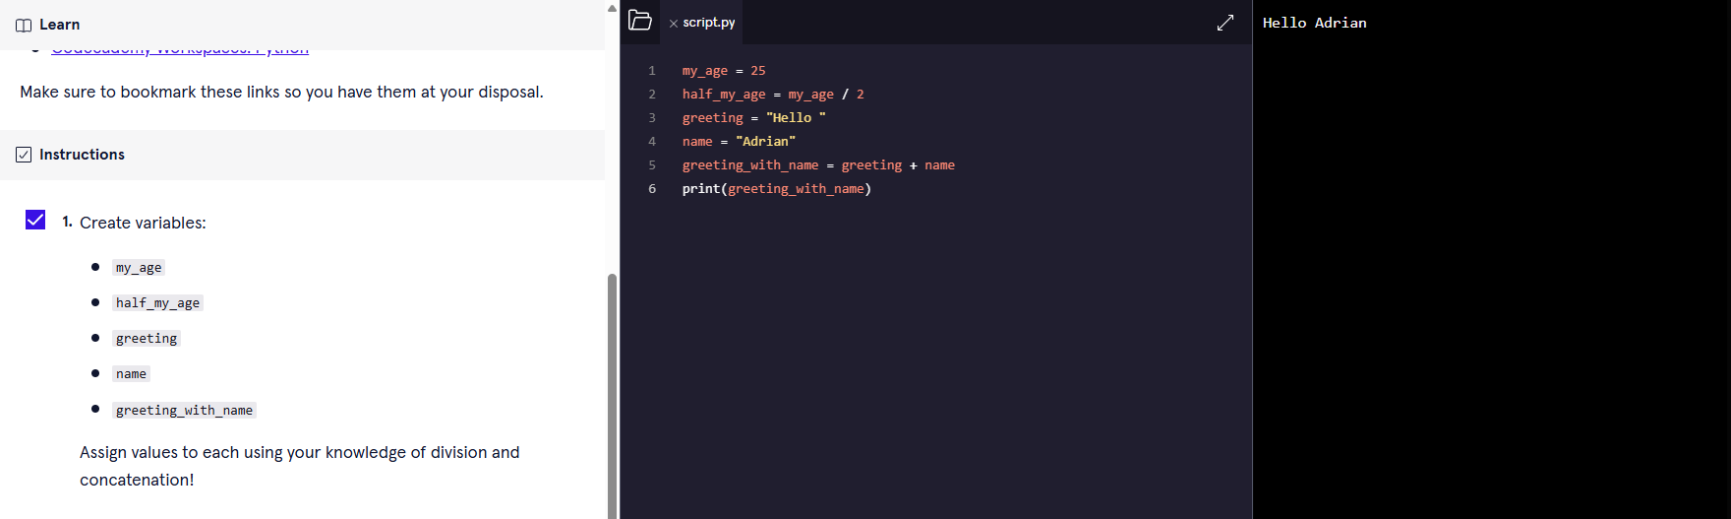 Learn
Codecademy Workspaces: Python
Make sure to bookmark these links so you have them at your disposal.
Instructions
1. Create variables:
my_age
half_my_age
greeting
name
greeting_with_name
Assign values to each using your knowledge of division and
concatenation!
script.py
1 my_age = 25
2 half_my_age = my_age / 2
3 greeting = "Hello "
4 name = "Adrian"
5 greeting_with_name = greeting + name
6 print(greeting_with_name)
Hello Adrian